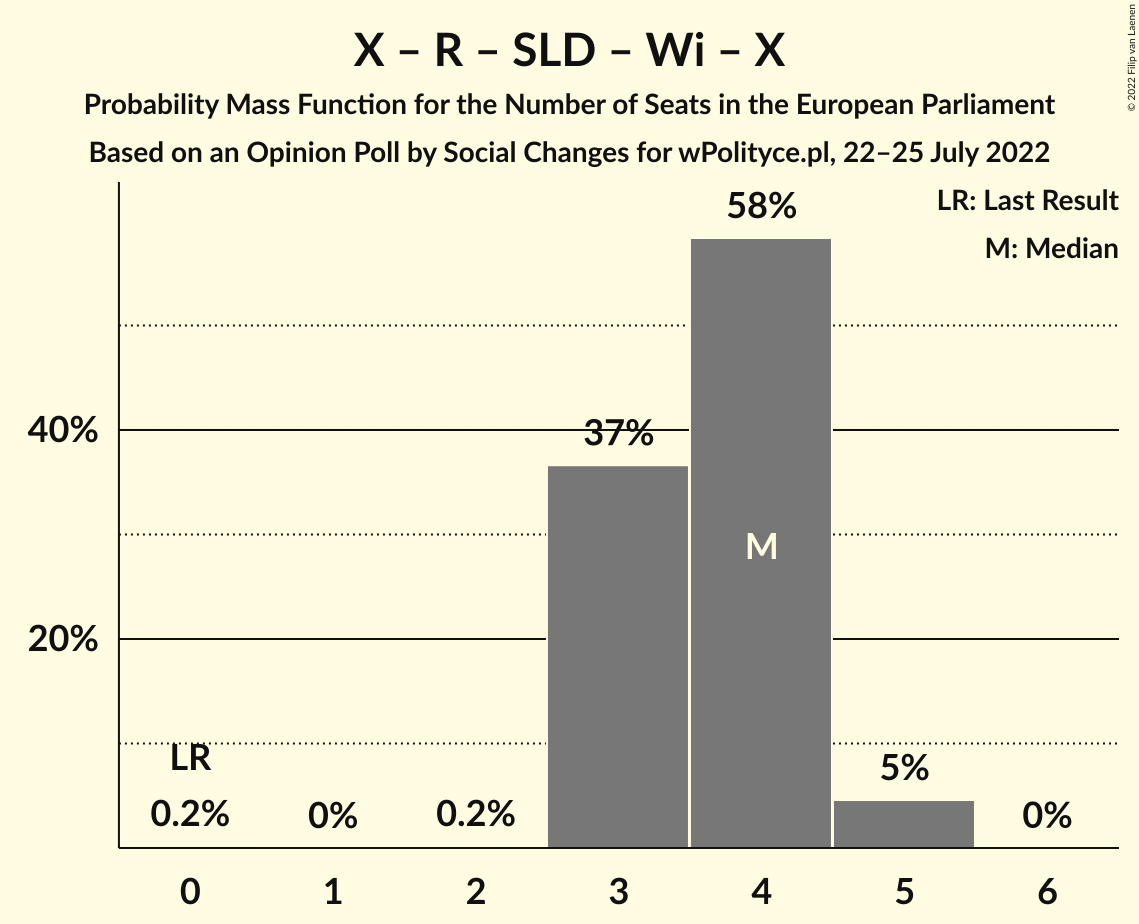 X – R – SLD – Wi – X
Probability Mass Function for the Number of Seats in the European Parliament
Based on an Opinion Poll by Social Changes for wPolityce.pl, 22–25 July 2022
© 2022 Filip van Laenen
LR: Last Result
M: Median
58%
40%
37%
M
20%
LR
5%
0.2%
0%
0.2%
0%
0 1 2 3 4 5 6